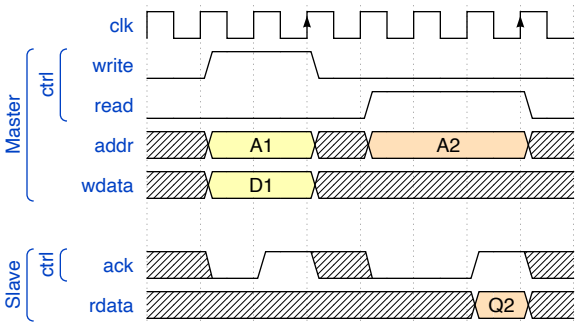 clk
write
read
addr A1 A2
wdata D1
ack
rdata Q2
Master
ctrl
Slave
ctrl